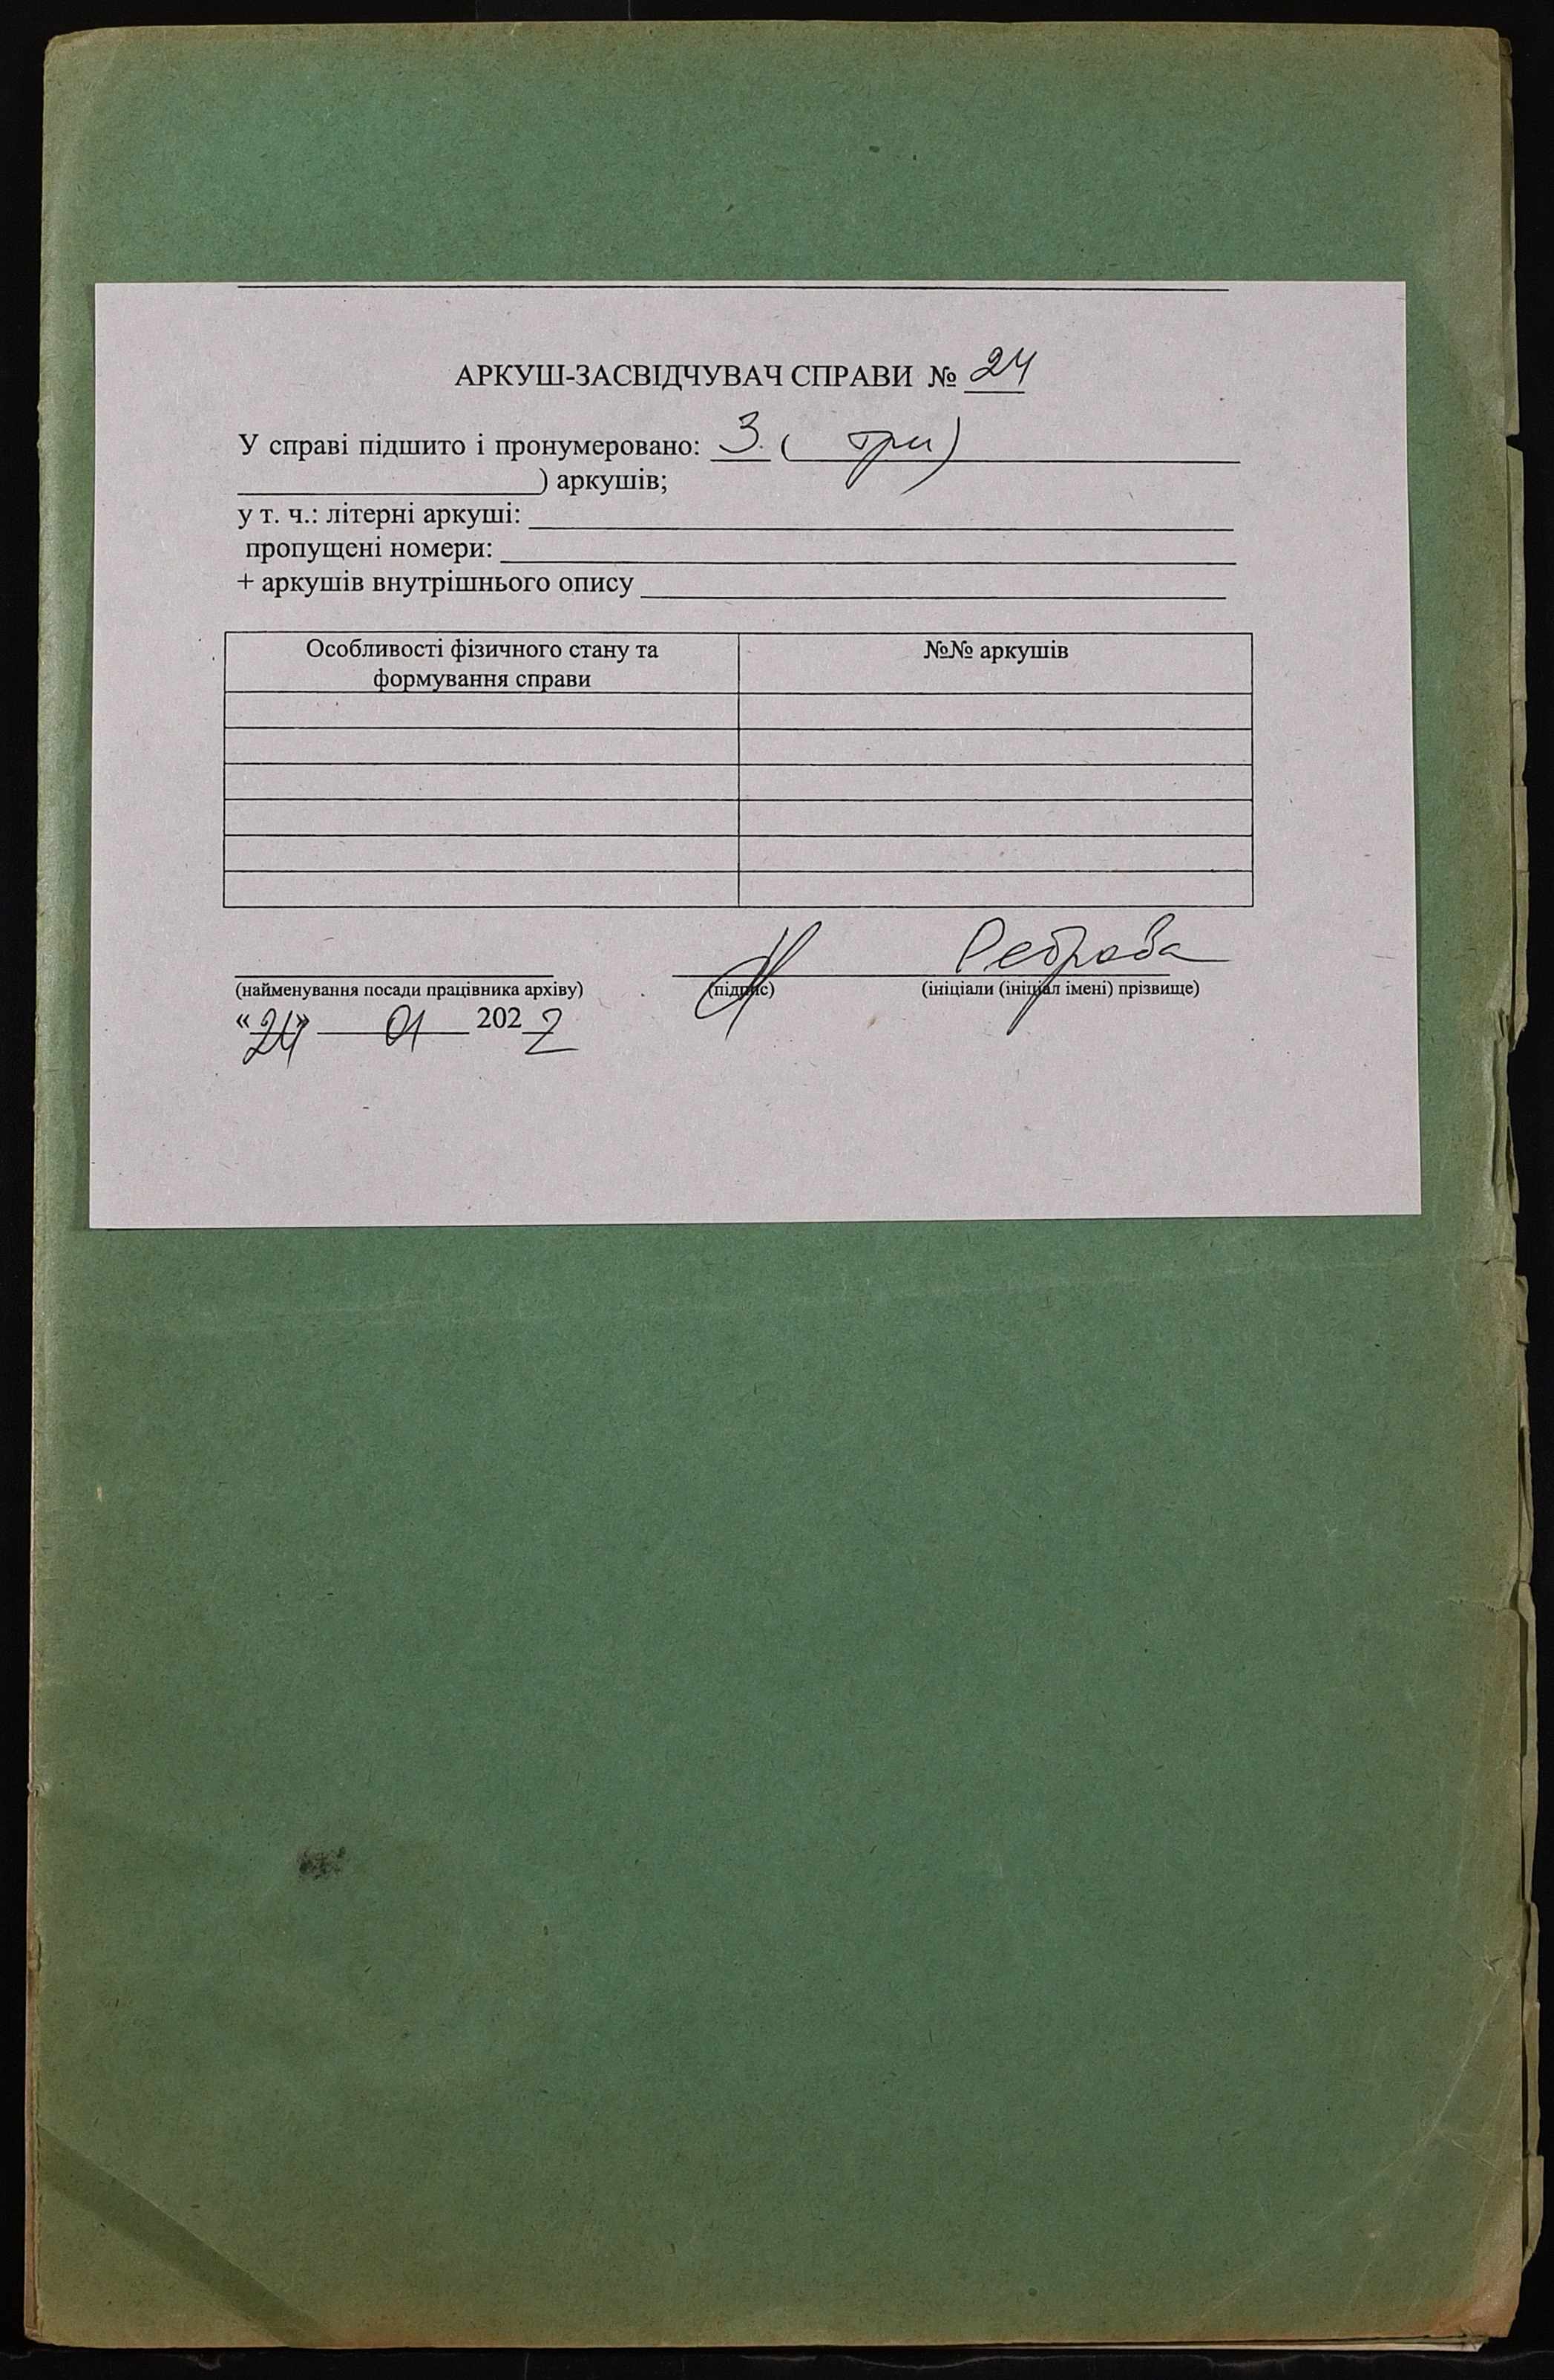 АРКУШ-ЗАСВІДЧУВАЧ СПРАВИ № 24
У справі підшито і пронумеровано: 3 ( три)
) аркушів;
у т. ч.: літерні аркуші:
пропущені номери:
+ аркушів внутрішнього опису
Особливості фізичного стану та
формування справи
№№ аркушів
Реброва
(найменування посади працівника архіву) (підпис) (ініціали (ініціал імені) прізвище)
«24» 01 2022